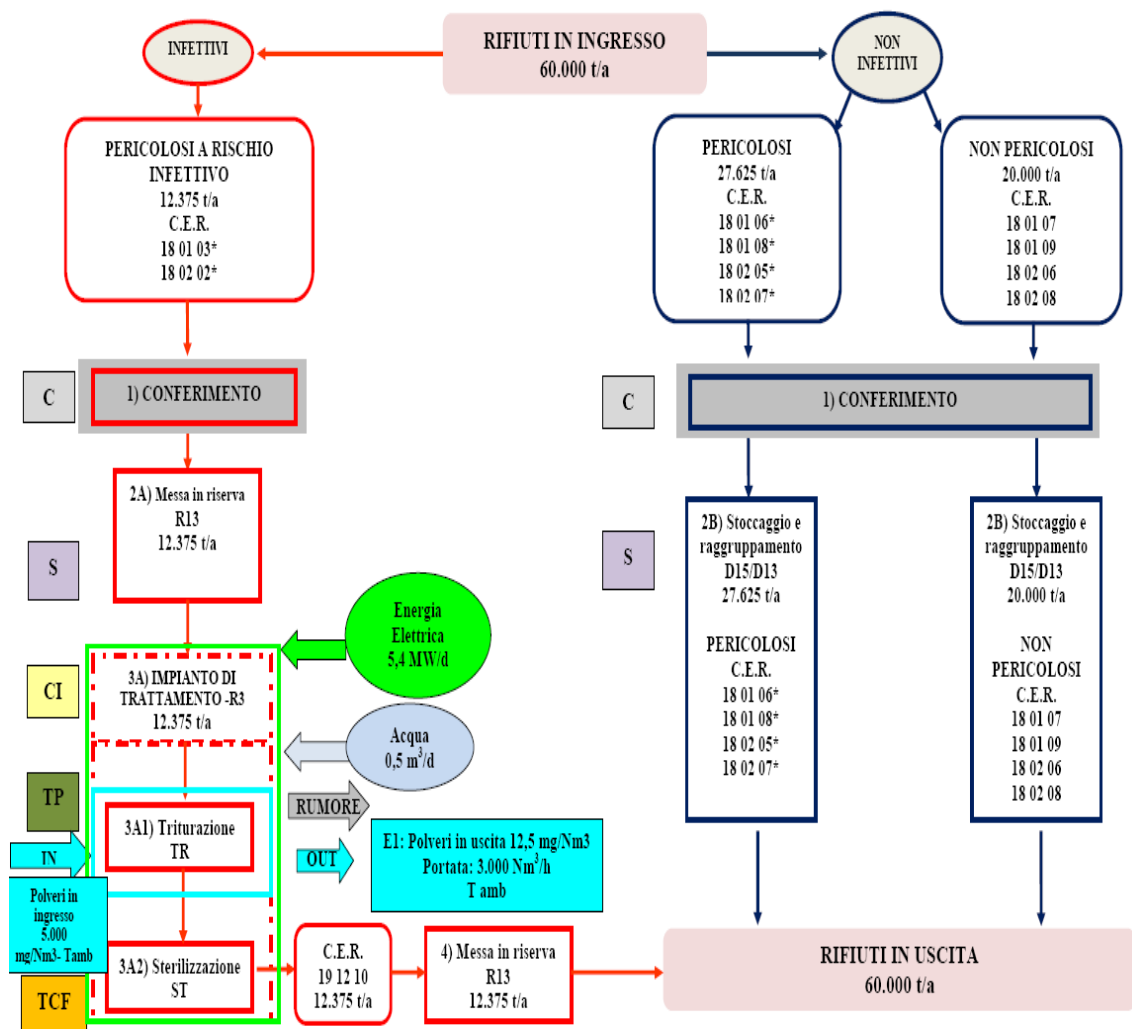 INFETTIVI
RIFIUTI IN INGRESSO
60.000 t/a
NON
INFETTIVI
PERICOLOSI A RISCHIO
INFETTIVO
12.375 t/a
C.E.R.
18 01 03*
18 02 02*
PERICOLOSI
27.625 t/a
C.E.R.
18 01 06*
18 01 08*
18 02 05*
18 02 07*
NON PERICOLOSI
20.000 t/a
C.E.R.
18 01 07
18 01 09
18 02 06
18 02 08
C
1) CONFERIMENTO
C
1) CONFERIMENTO
S
2A) Messa in riserva
R13
12.375 t/a
S
2B) Stoccaggio e
raggruppamento
D15/D13
27.625 t/a
PERICOLOSI
C.E.R.
18 01 06*
18 01 08*
18 02 05*
18 02 07*
2B) Stoccaggio e
raggruppamento
D15/D13
20.000 t/a
NON
PERICOLOSI
C.E.R.
18 01 07
18 01 09
18 02 06
18 02 08
Energia
Elettrica
5,4 MW/d
CI
3A) IMPIANTO DI
TRATTAMENTO -R3
12.375 t/a
Acqua
0,5 m³/d
TP
RUMORE
3A1) Triturazione
TR
IN
OUT
E1: Polveri in uscita 12,5 mg/Nm3
Portata: 3.000 Nm³/h
T amb
Polveri in
ingresso
5.000
mg/Nm3- Tamb
TCF
3A2) Sterilizzazione
ST
C.E.R.
19 12 10
12.375 t/a
4) Messa in riserva
R13
12.375 t/a
RIFIUTI IN USCITA
60.000 t/a